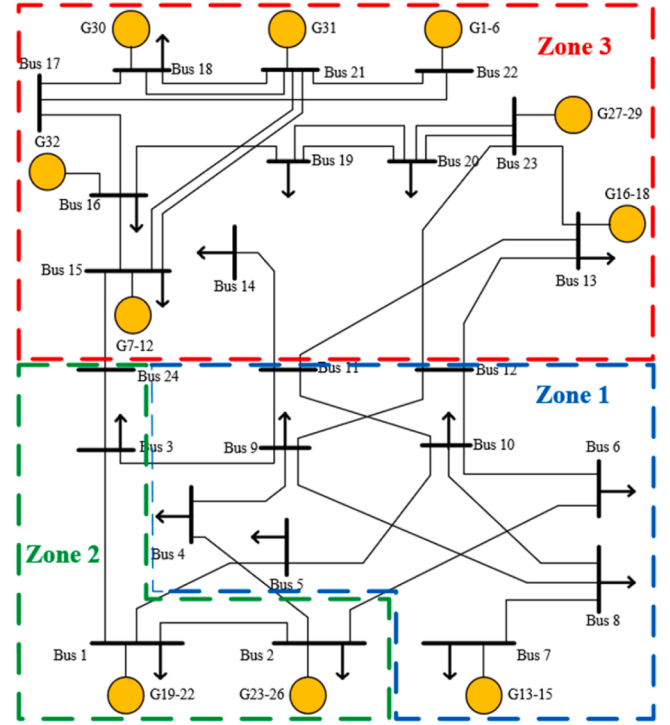 G30
G31
G1-6
Zone 3
Bus 17
Bus 18
Bus 21
Bus 22
G27-29
G32
Bus 19
Bus 20
Bus 23
Bus 16
G16-18
Bus 15
Bus 14
Bus 13
G7-12
Bus 24
Bus 11
Bus 12
Zone 1
Bus 3
Bus 9
Bus 10
Bus 6
Zone 2
Bus 4
Bus 5
Bus 8
Bus 1
Bus 2
Bus 7
G19-22
G23-26
G13-15